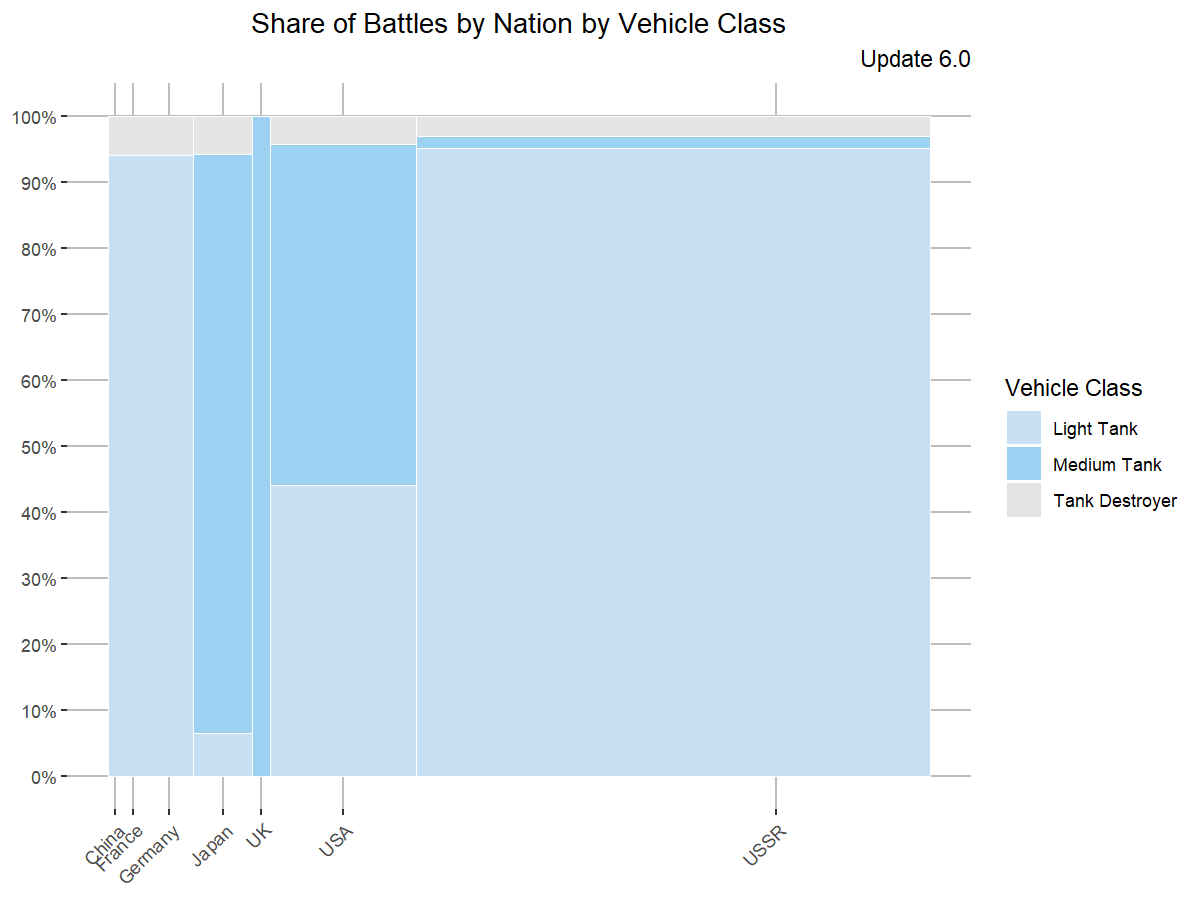 Share of Battles by Nation by Vehicle Class
Update 6.0
100%
90%
80%
70%
60%
50%
40%
30%
20%
10%
0%
China
France
Germany
Japan
UK
USA
USSR
Vehicle Class
Light Tank
Medium Tank
Tank Destroyer